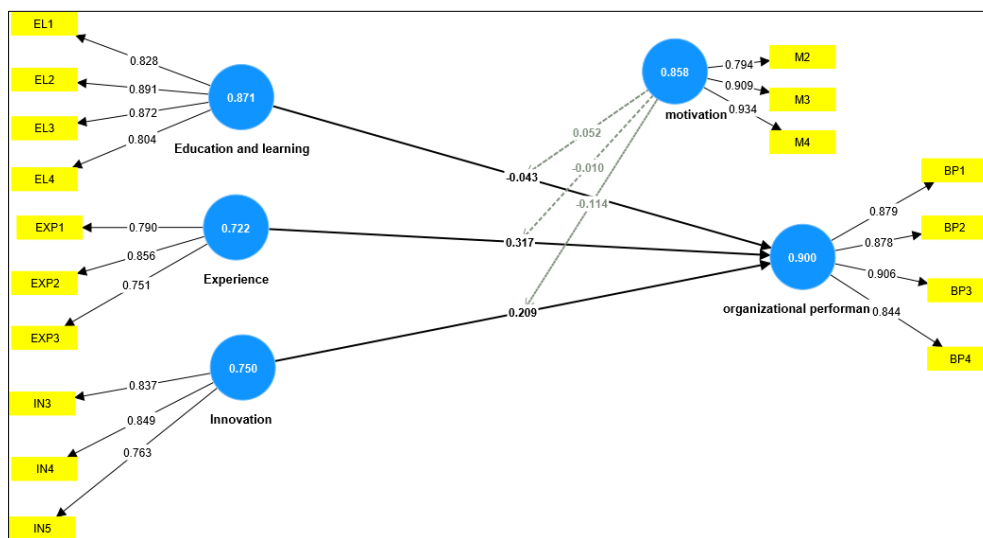 EL1
EL2
EL3
EL4
0.828
0.891
0.872
0.804
0.871
Education and learning
EXP1
EXP2
EXP3
0.790
0.856
0.751
0.722
Experience
IN3
IN4
IN5
0.837
0.849
0.763
0.750
Innovation
0.858
motivation
0.794
0.909
0.934
M2
M3
M4
0.052
-0.010
-0.114
-0.043
0.317
0.209
0.900
organizational performan
0.879
0.878
0.906
0.844
BP1
BP2
BP3
BP4